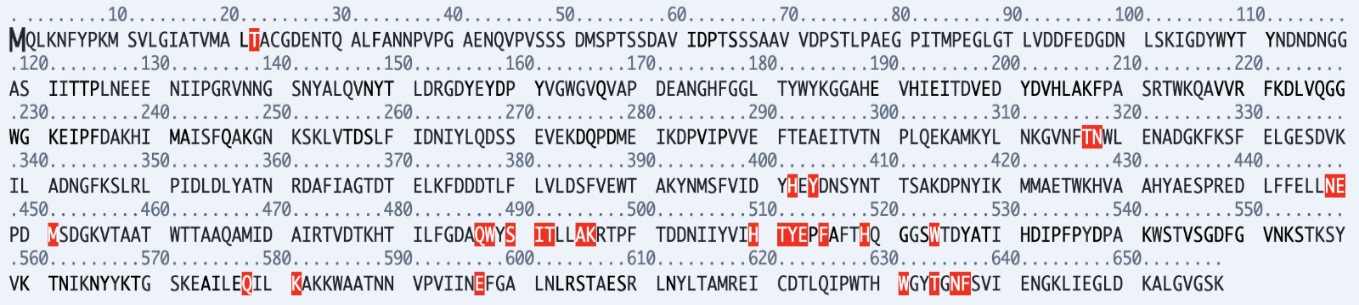 . ........10 .........20 .........30 .........40 .........50 .........60 .........70 .........80 .........90 ........100 ........110 .......
MQLKNFYPKM SVLGIATVMA LTACGDENTQ ALFANNPVPG AENQVPVSSS DMSPTSSDAV IDPTSSSAAV VDPSTLPAEG PITMPEGLGT LVDDFEDGDN LSKIGDYWYT YNDNDNGG
.120........130.......140........150........160........170........180........190........200........210........220.......
AS IITTPLNEEE NIIPGRVNNG SNYALQVNYT LDRGDYEYDP YVGWGVQVAP DEANGHFGGL TYWYKGGAHE VHIEITDVED YDVHLAKFPA SRTWKQAVVR FKDLVQGG
.230........240.......250........260........270........280........290........300........310........320........330.......
WG KEIPFDAKHI MAISFQAKGN KSKLVTDSLF IDNIYLQDSS EVEKDQPDME IKDPVIPVVE FTEAEITVTN PLQEKAMKYL NKGVNFTNWL ENADGKFKSF ELGESDVK
.340........350.......360........370........380........390........400........410........420........430........440.......
IL ADNGFKSLRL PIDLDLYATN RDAFIAGTDT ELKFDDDTLF LVLDSFVEWT AKYNMSFVID YHEYDNSYNT TSAKDPNYIK MMAETWKHVA AHYAESPRED LFFELLNE
.450........460.......470........480........490........500........510........520........530........540........550.......
PD MSDGKVTAAT WTTAAQAMID AIRTVDTKHT ILFGDAQWYS ITLLAKRTPF TDDNIIYVIH TYEPFAFTHQ GGSWTDYATI HDIPFPYDPA KWSTVSGDFG VNKSTKSY
.560........570.......580........590........600........610........620........630........640........650.......
VK TNIKNYYKTG SKEAILEQIL KAKKWAATNN VPVIINEFGA LNLRSTAESR LNYLTAMREI CDTLQIPWTH WGYTGNFSVI ENGKLIEGLD KALGVGSK